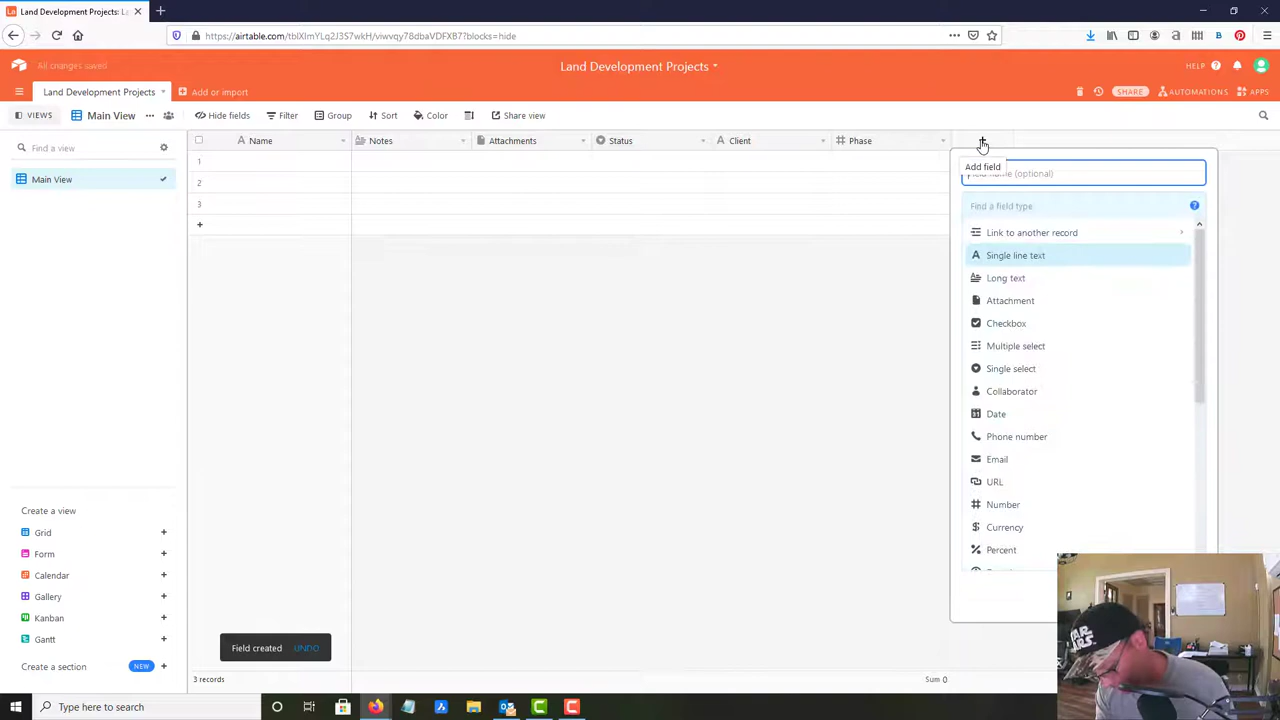 Land Development Projects: La
https://airtable.com/tblXImYLq2J3S7wkH/viwvqy78dbaVDFXB7?blocks=hide
All changes saved
Land Development Projects
HELP
Land Development Projects
Add or import
SHARE
AUTOMATIONS
APPS
VIEWS
Main View
Hide fields
Filter
Group
Sort
Color
Share view
Find a view
Main View
Name
Notes
Attachments
Status
Client
Phase
1
2
3
Add field
name (optional)
Find a field type
Link to another record
Single line text
Long text
Attachment
Checkbox
Multiple select
Single select
Collaborator
Date
Phone number
Email
URL
Number
Currency
Percent
Create a view
Grid
Form
Calendar
Gallery
Kanban
Gantt
Create a section
NEW
Field created UNDO
3 records
Sum 0
STAR
WARS
Type here to search